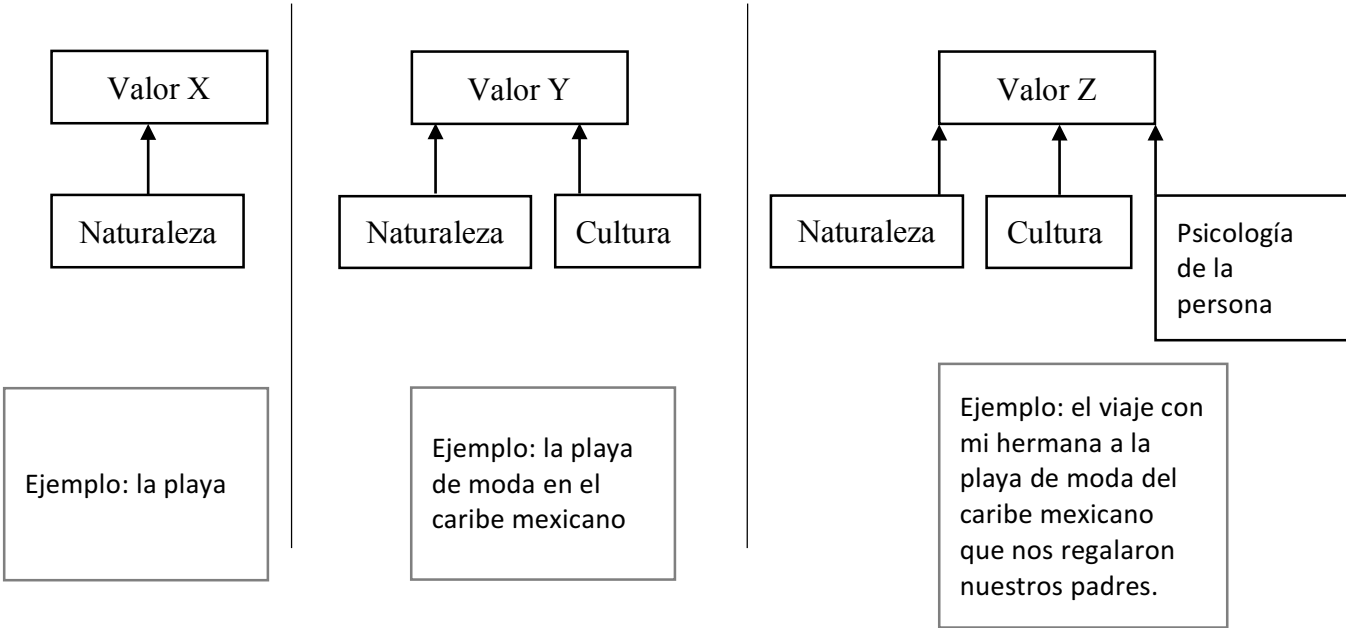 Valor X
Naturaleza
Ejemplo: la playa
Valor Y
Naturaleza
Cultura
Ejemplo: la playa
de moda en el
caribe mexicano
Valor Z
Naturaleza
Cultura
Psicología
de la
persona
Ejemplo: el viaje con
mi hermana a la
playa de moda del
caribe mexicano
que nos regalaron
nuestros padres.